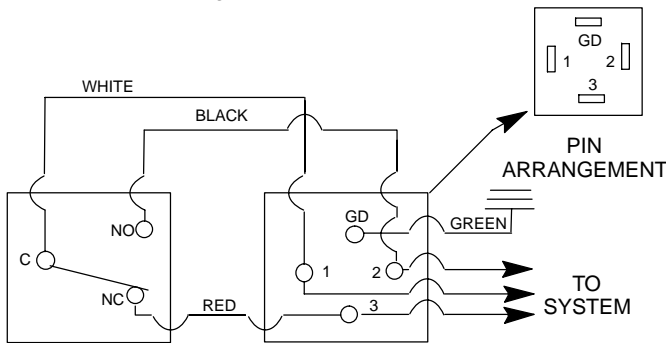 GD
1 2
3
WHITE
BLACK
PIN
ARRANGEMENT
NO
GD
GREEN
C
1
2
NC
RED
3
TO
SYSTEM